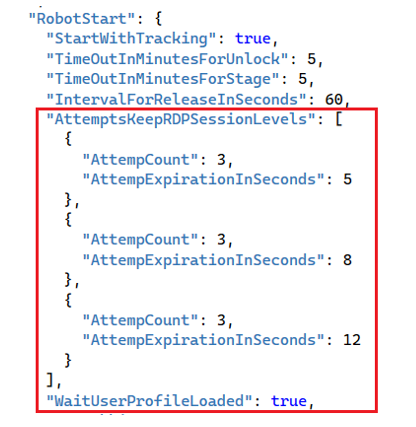 "RobotStart": {
"StartWithTracking": true,
"TimeOutInMinutesForUnlock": 5,
"TimeOutInMinutesForStage": 5,
"IntervalForReleaseInSeconds": 60,
"AttemptsKeepRDPSessionLevels": [
{
"AttempCount": 3,
"AttempExpirationInSeconds": 5
},
{
"AttempCount": 3,
"AttempExpirationInSeconds": 8
},
{
"AttempCount": 3,
"AttempExpirationInSeconds": 12
}
],
"WaitUserProfileLoaded": true,